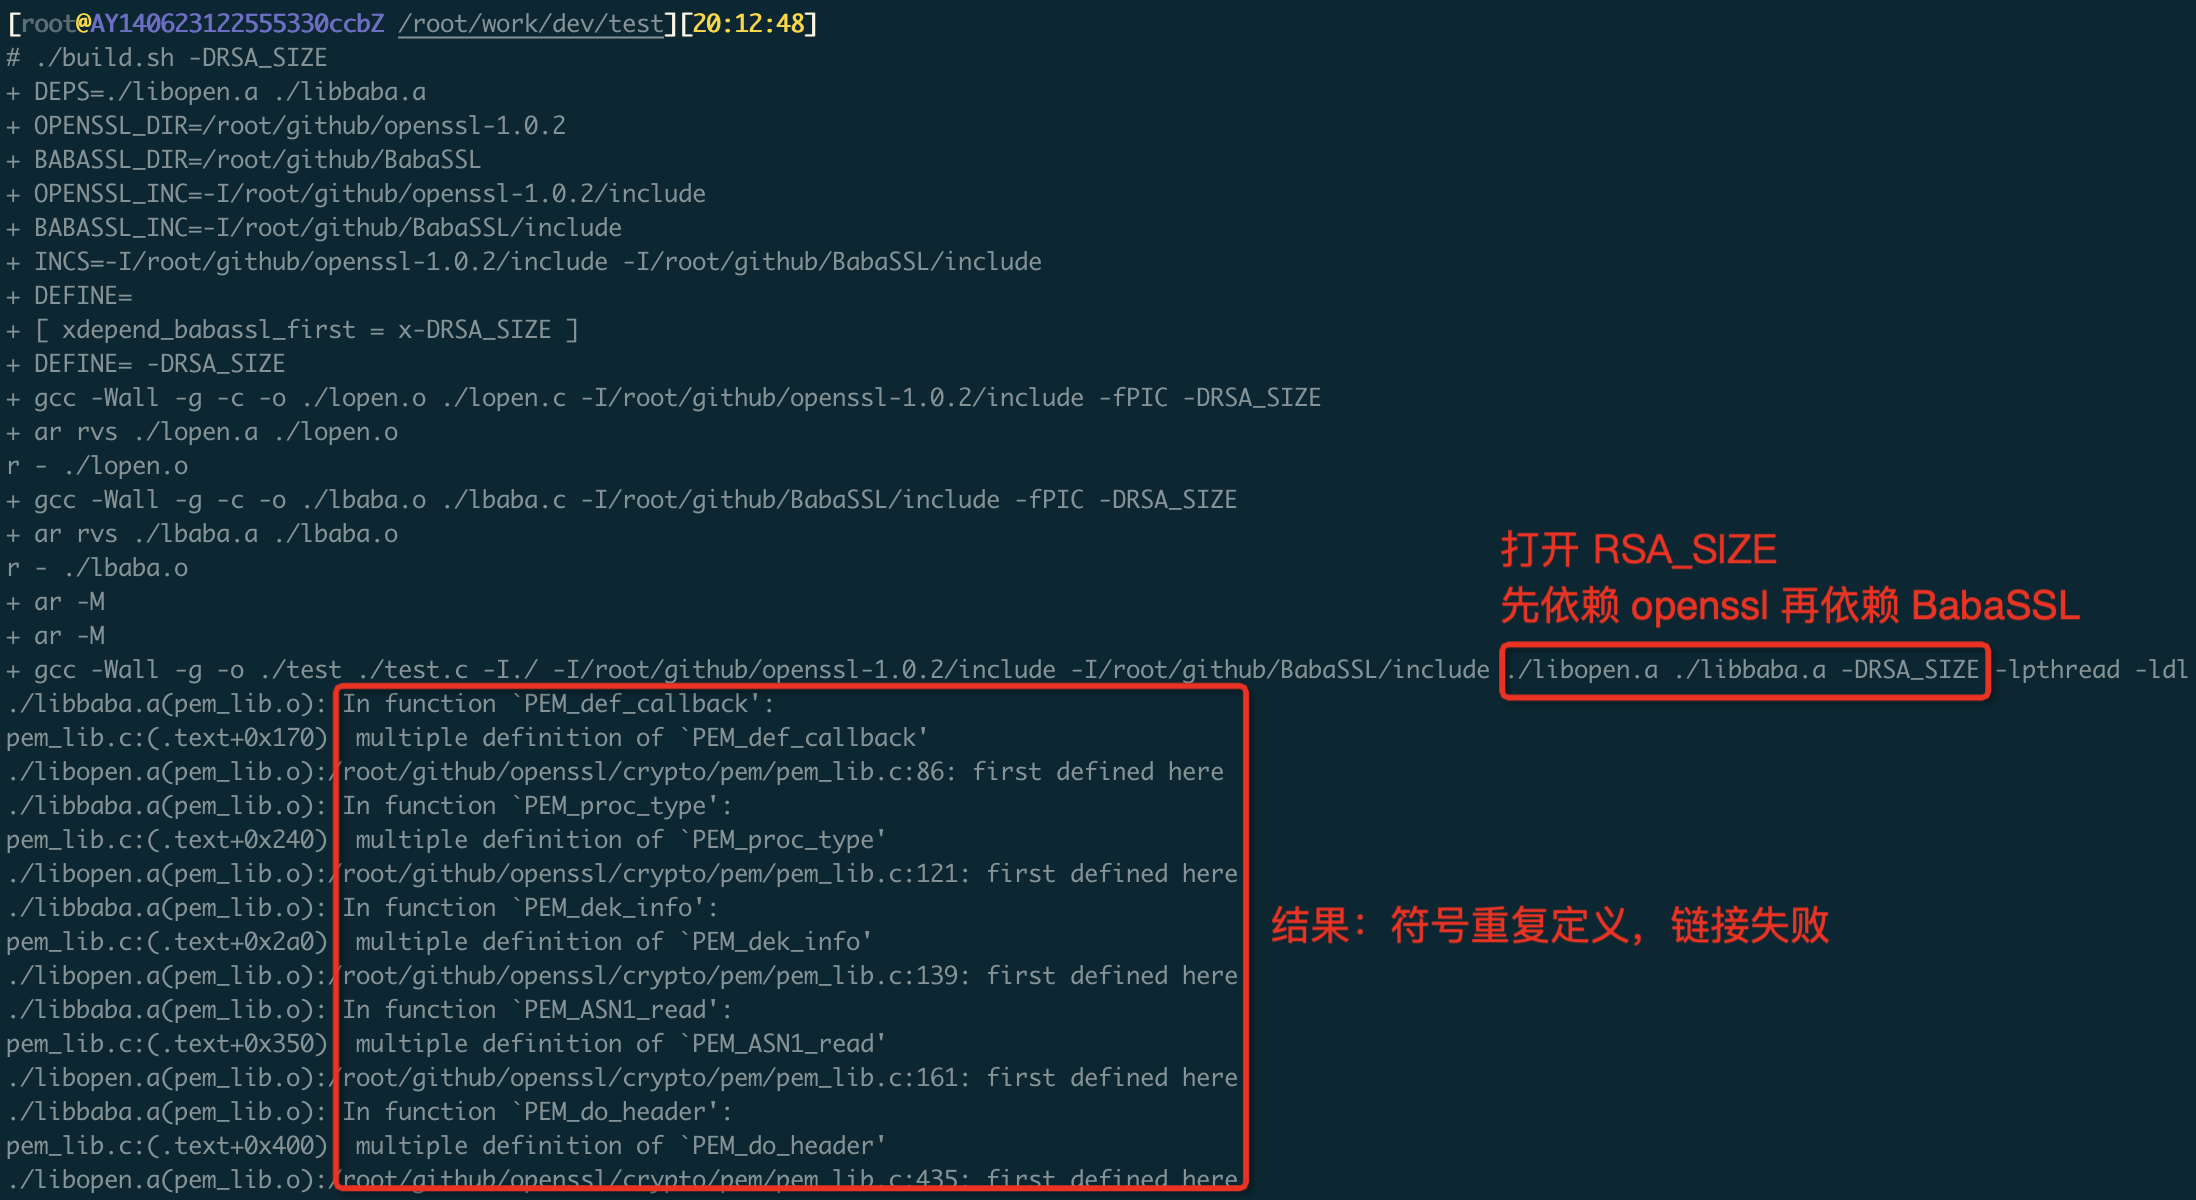 [root@AY140623122555330ccbZ /root/work/dev/test][20:12:48]
# ./build.sh -DRSA_SIZE
+ DEPS=./libopen.a ./libbaba.a
+ OPENSSL_DIR=/root/github/openssl-1.0.2
+ BABASSL_DIR=/root/github/BabaSSL
+ OPENSSL_INC=-I/root/github/openssl-1.0.2/include
+ BABASSL_INC=-I/root/github/BabaSSL/include
+ INCS=-I/root/github/openssl-1.0.2/include -I/root/github/BabaSSL/include
+ DEFINE=
+ [ xdepend_babassl_first = x-DRSA_SIZE ]
+ DEFINE= -DRSA_SIZE
+ gcc -Wall -g -c -o ./lopen.o ./lopen.c -I/root/github/openssl-1.0.2/include -fPIC -DRSA_SIZE
+ ar rvs ./lopen.a ./lopen.o
r - ./lopen.o
+ gcc -Wall -g -c -o ./lbaba.o ./lbaba.c -I/root/github/BabaSSL/include -fPIC -DRSA_SIZE
+ ar rvs ./lbaba.a ./lbaba.o
r - ./lbaba.o
+ ar -M
+ ar -M
打开 RSA_SIZE
先依赖 openssl 再依赖 BabaSSL
+ gcc -Wall -g -o ./test ./test.c -I./ -I/root/github/openssl-1.0.2/include -I/root/github/BabaSSL/include ./libopen.a ./libbaba.a -DRSA_SIZE -lpthread -ldl
./libbaba.a(pem_lib.o): In function `PEM_def_callback':
pem_lib.c:(.text+0x170): multiple definition of `PEM_def_callback'
./libopen.a(pem_lib.o):/root/github/openssl/crypto/pem/pem_lib.c:86: first defined here
./libbaba.a(pem_lib.o): In function `PEM_proc_type':
pem_lib.c:(.text+0x240): multiple definition of `PEM_proc_type'
./libopen.a(pem_lib.o):/root/github/openssl/crypto/pem/pem_lib.c:121: first defined here
./libbaba.a(pem_lib.o): In function `PEM_dek_info':
pem_lib.c:(.text+0x2a0): multiple definition of `PEM_dek_info'
./libopen.a(pem_lib.o):/root/github/openssl/crypto/pem/pem_lib.c:139: first defined here
./libbaba.a(pem_lib.o): In function `PEM_ASN1_read':
pem_lib.c:(.text+0x350): multiple definition of `PEM_ASN1_read'
./libopen.a(pem_lib.o):/root/github/openssl/crypto/pem/pem_lib.c:161: first defined here
./libbaba.a(pem_lib.o): In function `PEM_do_header':
pem_lib.c:(.text+0x400): multiple definition of `PEM_do_header'
./libopen.a(pem_lib.o):/root/github/openssl/crypto/pem/pem_lib.c:435: first defined here
结果：符号重复定义，链接失败